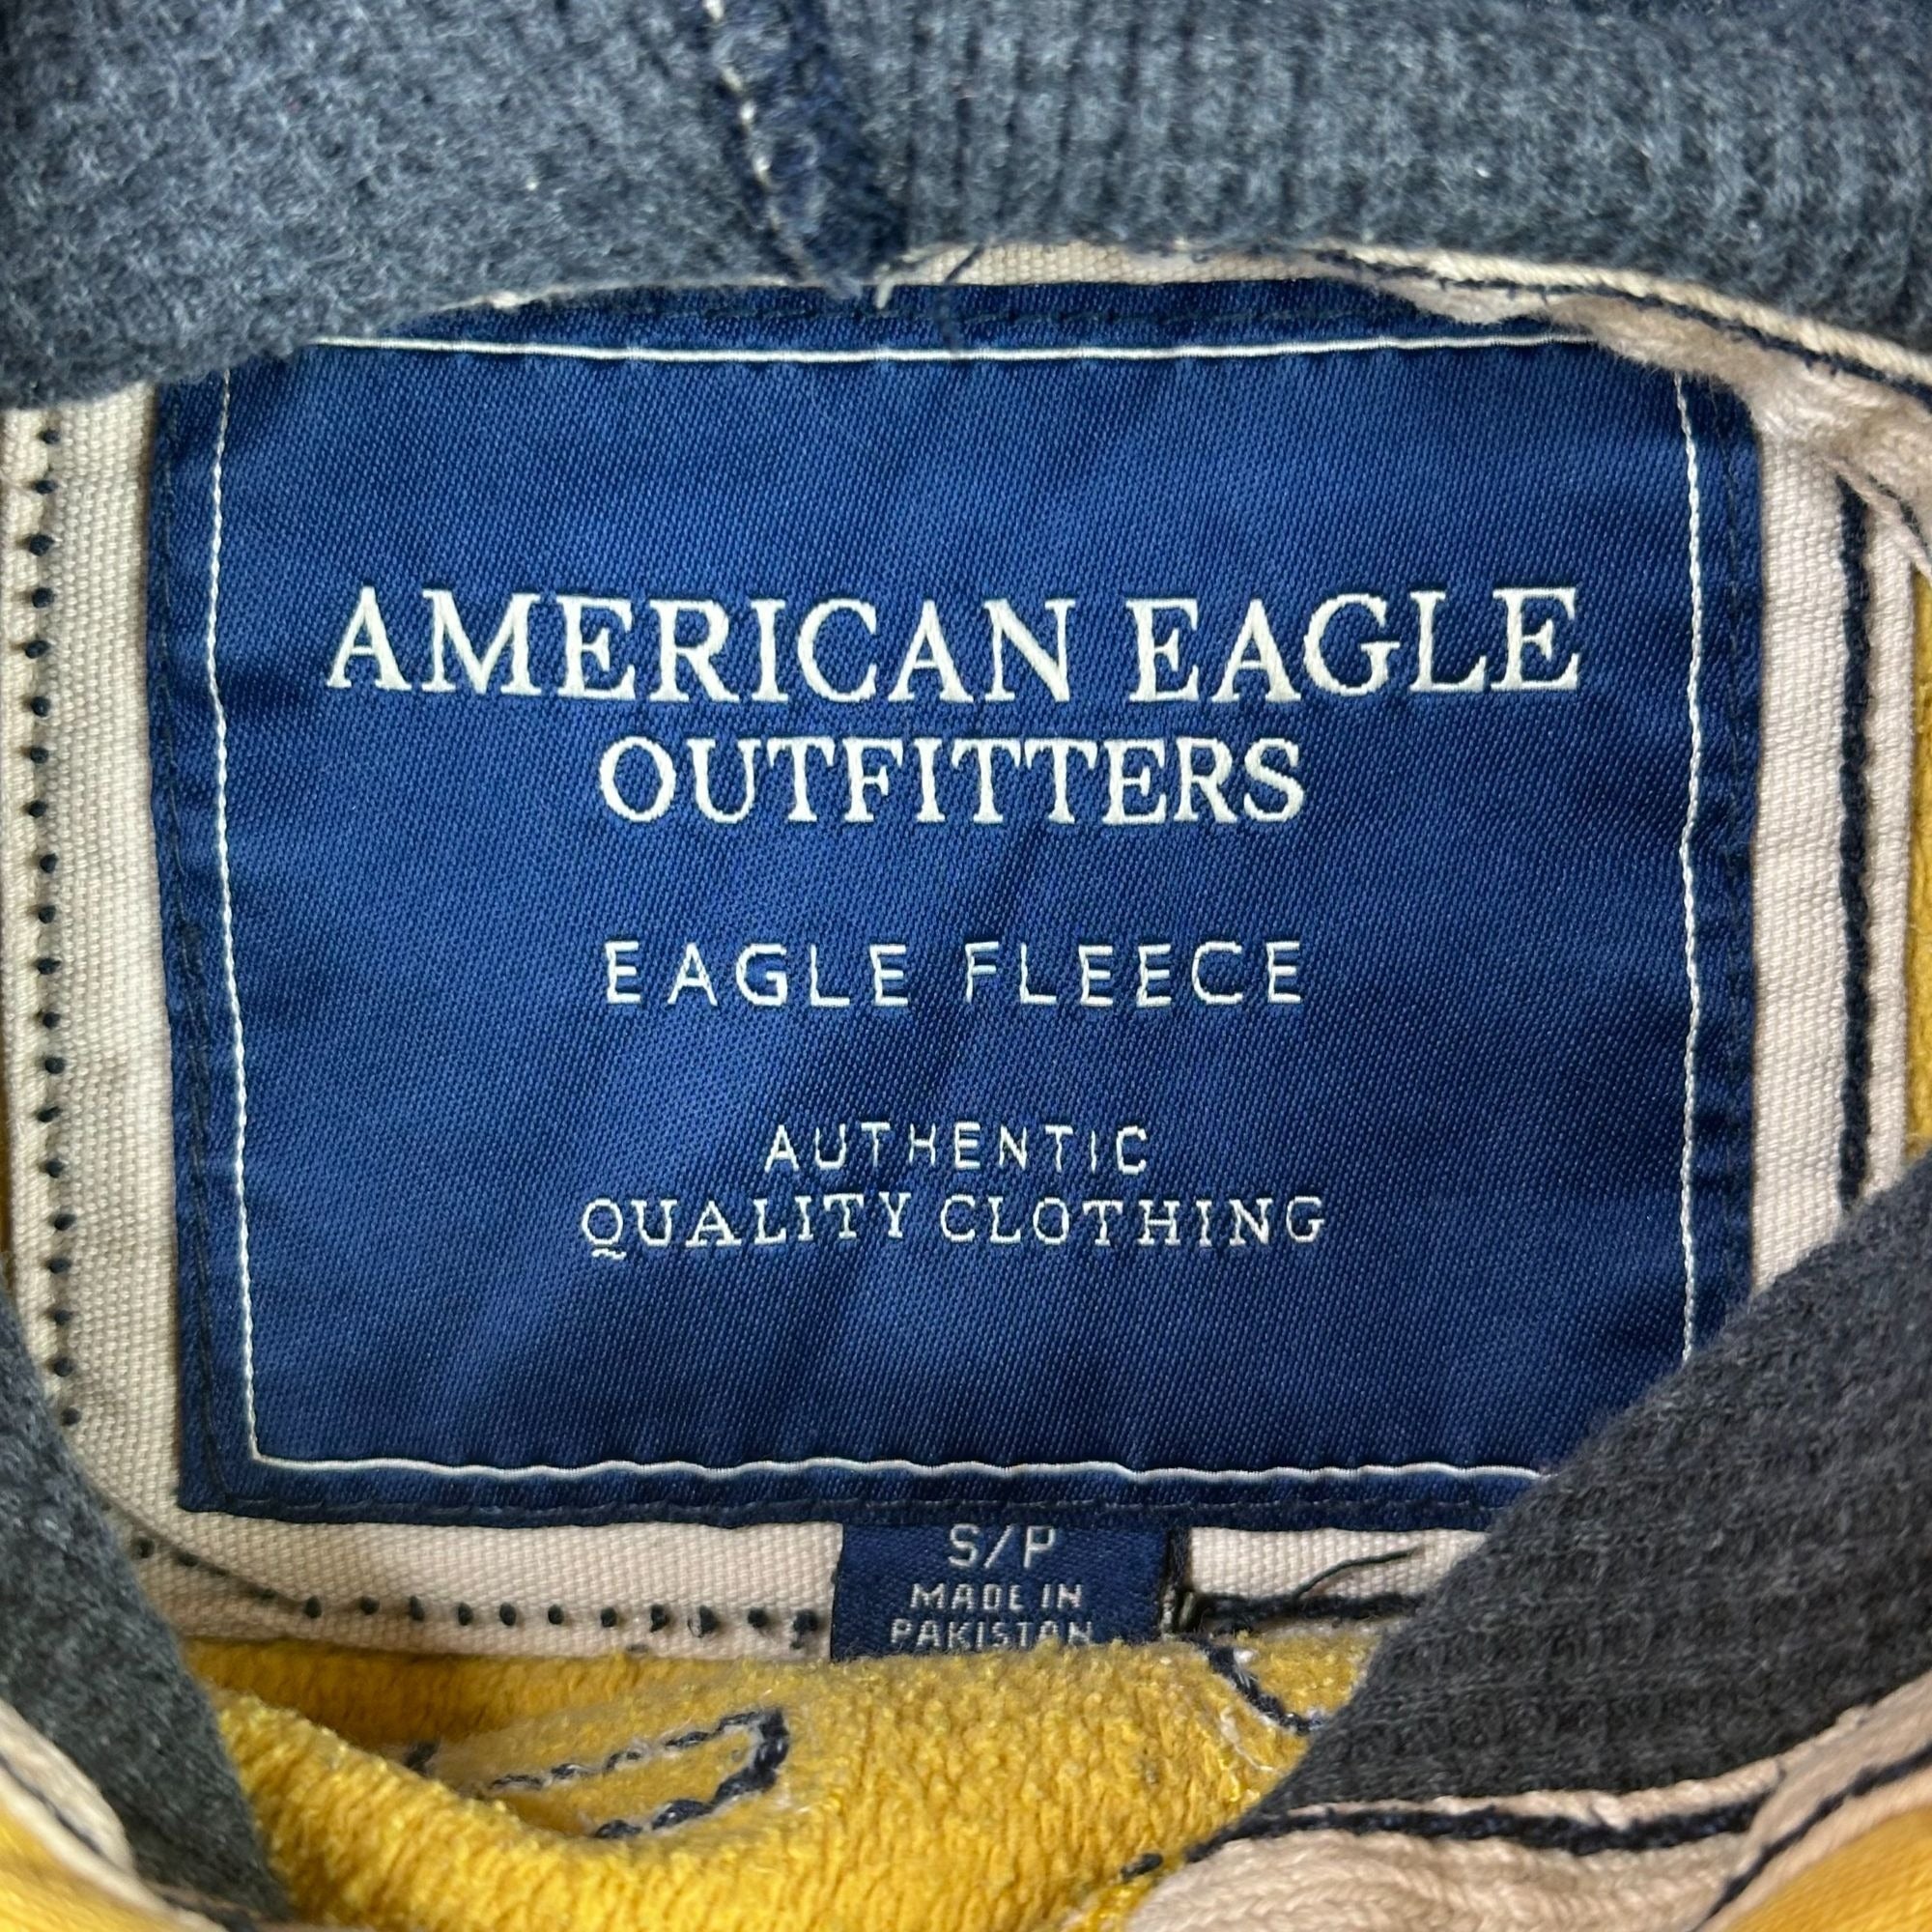 AMERICAN EAGLE
OUTFITTERS
EAGLE FLEECE
AUTHENTIC
QUALITY CLOTHING
S/P
MADE IN
PAKISTAN